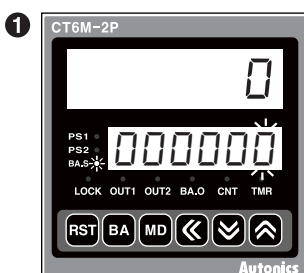 1
CT6M-2P
0
PS1
PS2
BA.S
000000
LOCK OUT1 OUT2 BA.O CNT TMR
RST BA MD
Autonics